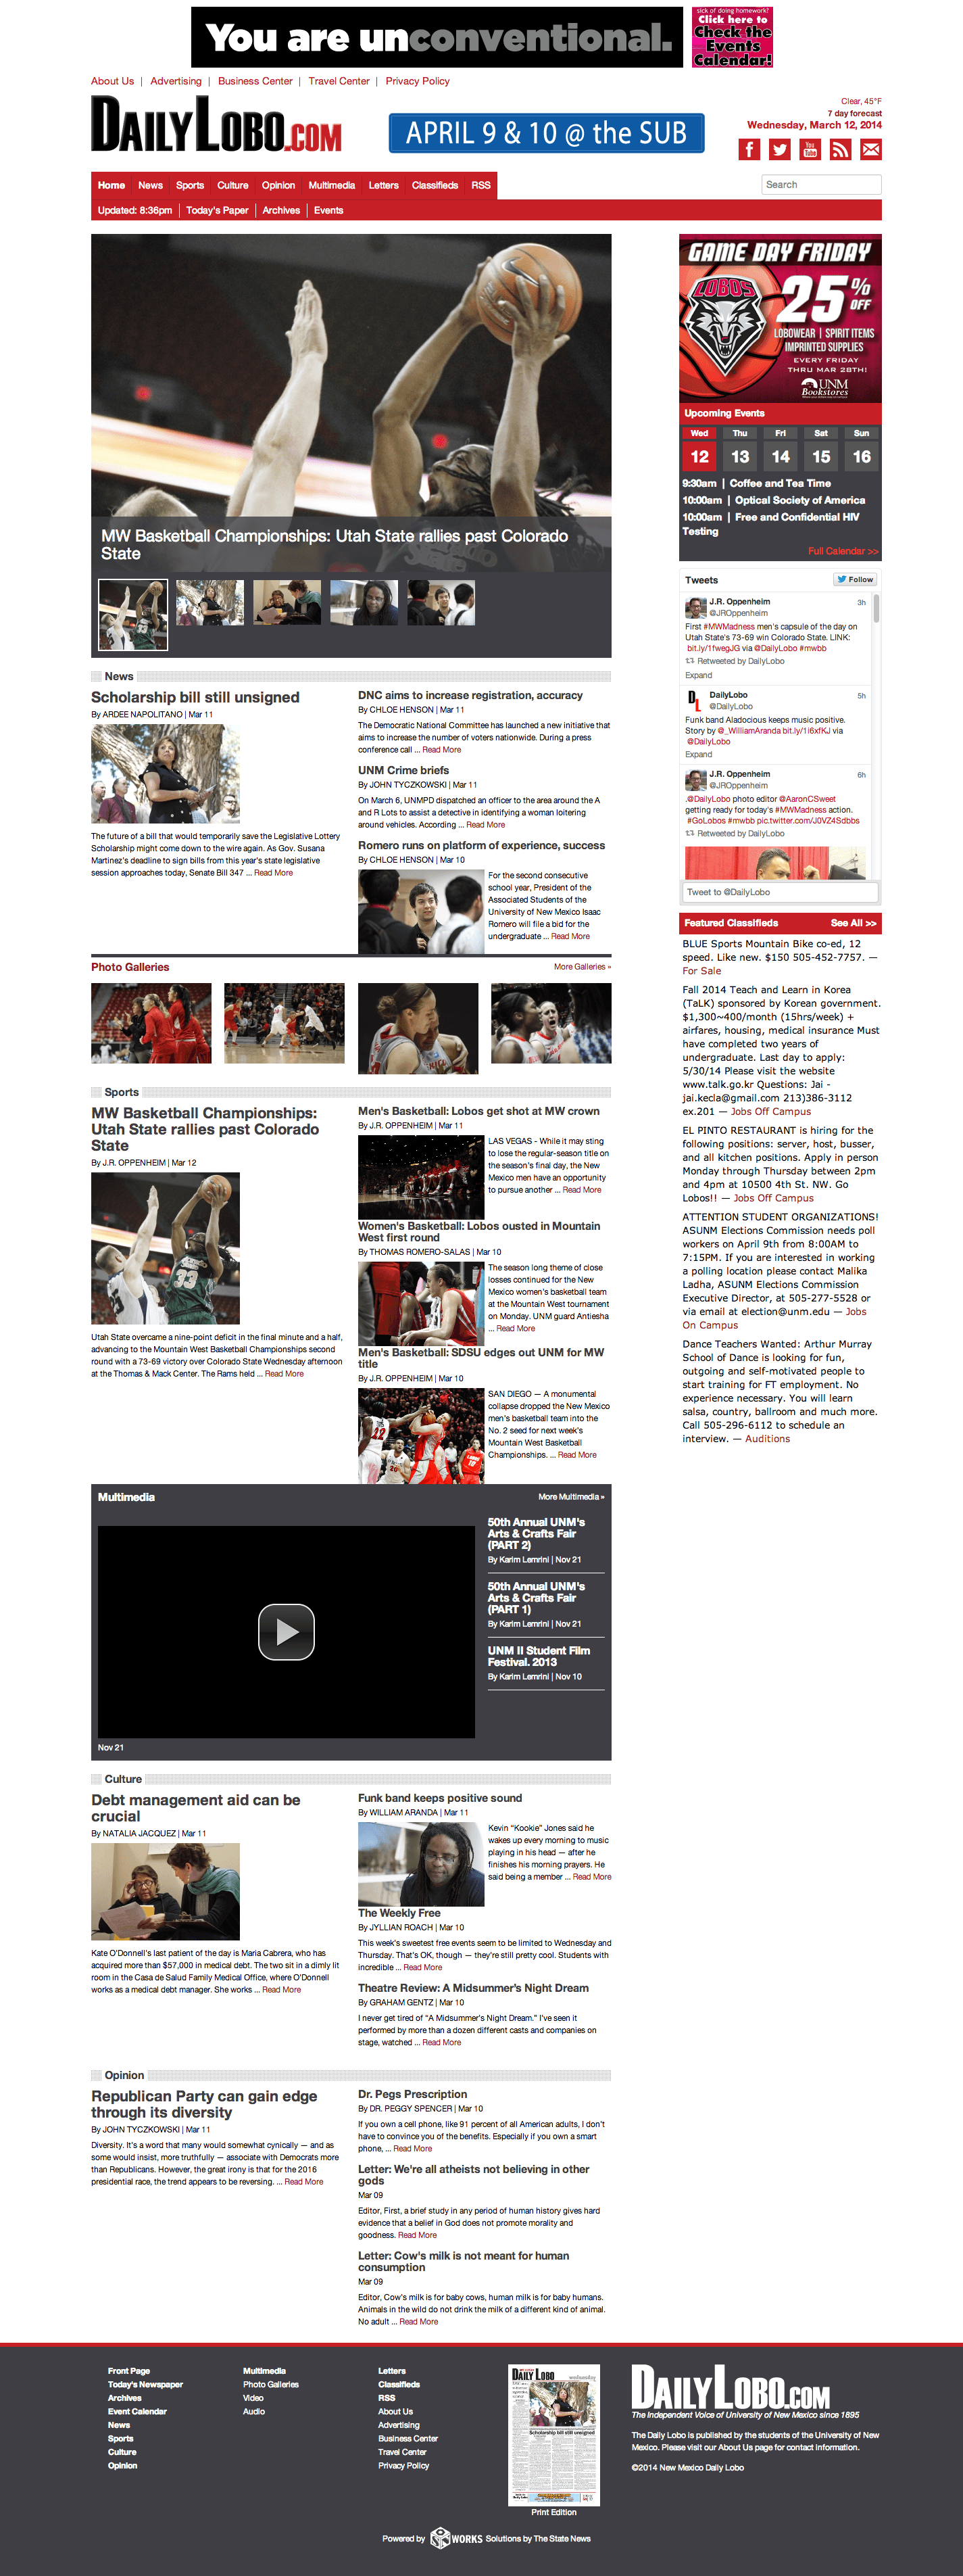 You are unconventional.
sick of doing homework?
Click here to
Check the
Events
Calendar!
About Us | Advertising | Business Center | Travel Center | Privacy Policy
DAILY LOBO.COM
APRIL 9 & 10 @ the SUB
Clear, 45°F
7 day forecast
Wednesday, March 12, 2014
Home News Sports Culture Opinion Multimedia Letters Classifieds RSS
Search
Updated: 8:36pm | Today's Paper | Archives | Events
MW Basketball Championships: Utah State rallies past Colorado
State
GAME DAY FRIDAY
LOBOS
25% OFF
LOBOWEAR | SPIRIT ITEMS
IMPRINTED SUPPLIES
EVERY FRIDAY
THRU MAR 28TH!
UNM
Bookstores
Upcoming Events
Wed Thu Fri Sat Sun
12 13 14 15 16
9:30am | Coffee and Tea Time
10:00am | Optical Society of America
10:00am | Free and Confidential HIV
Testing
Full Calendar >>
Tweets
Follow
J.R. Oppenheim 3h
@JROppenheim
First #MWMadness men's capsule of the day on
Utah State's 73-69 win Colorado State. LINK:
bit.ly/1fwegJG via @DailyLobo #mwbb
Retweeted by DailyLobo
Expand
DailyLobo 5h
@DailyLobo
Funk band Aladocious keeps music positive.
Story by @_WilliamAranda bit.ly/1i6xfKJ via
@DailyLobo
Expand
J.R. Oppenheim 6h
@JROppenheim
.@DailyLobo photo editor @AaronCSweet
getting ready for today's #MWMadness action.
#GoLobos #mwbb pic.twitter.com/J0VZ4Sdbbs
Retweeted by DailyLobo
Tweet to @DailyLobo
Featured Classifieds See All >>
BLUE Sports Mountain Bike co-ed, 12
speed. Like new. $150 505-452-7757. —
For Sale
Fall 2014 Teach and Learn in Korea
(TaLK) sponsored by Korean government.
$1,300~400/month (15hrs/week) +
airfares, housing, medical insurance Must
have completed two years of
undergraduate. Last day to apply:
5/30/14 Please visit the website
www.talk.go.kr Questions: Jai -
jai.kecla@gmail.com 213)386-3112
ex.201 — Jobs Off Campus
EL PINTO RESTAURANT is hiring for the
following positions: server, host, busser,
and all kitchen positions. Apply in person
Monday through Thursday between 2pm
and 4pm at 10500 4th St. NW. Go
Lobos!! — Jobs Off Campus
ATTENTION STUDENT ORGANIZATIONS!
ASUNM Elections Commission needs poll
workers on April 9th from 8:00AM to
7:15PM. If you are interested in working
a polling location please contact Malika
Ladha, ASUNM Elections Commission
Executive Director, at 505-277-5528 or
via email at election@unm.edu — Jobs
On Campus
Dance Teachers Wanted: Arthur Murray
School of Dance is looking for fun,
outgoing and self-motivated people to
start training for FT employment. No
experience necessary. You will learn
salsa, country, ballroom and much more.
Call 505-296-6112 to schedule an
interview. — Auditions
News
Scholarship bill still unsigned
By ARDEE NAPOLITANO | Mar 11
The future of a bill that would temporarily save the Legislative Lottery
Scholarship might come down to the wire again. As Gov. Susana
Martinez's deadline to sign bills from this year's state legislative
session approaches today, Senate Bill 347 ... Read More
DNC aims to increase registration, accuracy
By CHLOE HENSON | Mar 11
The Democratic National Committee has launched a new initiative that
aims to increase the number of voters nationwide. During a press
conference call ... Read More
UNM Crime briefs
By JOHN TYCZKOWSKI | Mar 11
On March 6, UNMPD dispatched an officer to the area around the A
and R Lots to assist a detective in identifying a woman loitering
around vehicles. According ... Read More
Romero runs on platform of experience, success
By CHLOE HENSON | Mar 10
For the second consecutive
school year, President of the
Associated Students of the
University of New Mexico Isaac
Romero will file a bid for the
undergraduate ... Read More
Photo Galleries
More Galleries »
Sports
MW Basketball Championships:
Utah State rallies past Colorado
State
By J.R. OPPENHEIM | Mar 12
33
Utah State overcame a nine-point deficit in the final minute and a half,
advancing to the Mountain West Basketball Championships second
round with a 73-69 victory over Colorado State Wednesday afternoon
at the Thomas & Mack Center. The Rams held ... Read More
Men's Basketball: Lobos get shot at MW crown
By J.R. OPPENHEIM | Mar 11
LAS VEGAS - While it may sting
to lose the regular-season title on
the season's final day, the New
Mexico men have an opportunity
to pursue another ... Read More
Women's Basketball: Lobos ousted in Mountain
West first round
By THOMAS ROMERO-SALAS | Mar 10
The season long theme of close
losses continued for the New
Mexico women's basketball team
at the Mountain West tournament
on Monday. UNM guard Antiesha
... Read More
Men's Basketball: SDSU edges out UNM for MW
title
By J.R. OPPENHEIM | Mar 10
SAN DIEGO — A monumental
collapse dropped the New Mexico
men's basketball team into the
No. 2 seed for next week's
Mountain West Basketball
Championships. ... Read More
Multimedia
More Multimedia »
50th Annual UNM's
Arts & Crafts Fair
(PART 2)
By Karim Lemrini | Nov 21
50th Annual UNM's
Arts & Crafts Fair
(PART 1)
By Karim Lemrini | Nov 21
UNM II Student Film
Festival. 2013
By Karim Lemrini | Nov 10
Nov 21
Culture
Debt management aid can be
crucial
By NATALIA JACQUEZ | Mar 11
Kate O'Donnell's last patient of the day is Maria Cabrera, who has
acquired more than $57,000 in medical debt. The two sit in a dimly lit
room in the Casa de Salud Family Medical Office, where O'Donnell
works as a medical debt manager. She works ... Read More
Funk band keeps positive sound
By WILLIAM ARANDA | Mar 11
Kevin “Kookie” Jones said he
wakes up every morning to music
playing in his head — after he
finishes his morning prayers. He
said being a member ... Read More
The Weekly Free
By JYLLIAN ROACH | Mar 10
This week's sweetest free events seem to be limited to Wednesday and
Thursday. That's OK, though — they're still pretty cool. Students with
incredible ... Read More
Theatre Review: A Midsummer's Night Dream
By GRAHAM GENTZ | Mar 10
I never get tired of “A Midsummer's Night Dream.” I've seen it
performed by more than a dozen different casts and companies on
stage, watched ... Read More
Opinion
Republican Party can gain edge
through its diversity
By JOHN TYCZKOWSKI | Mar 11
Diversity. It's a word that many would somewhat cynically — and as
some would insist, more truthfully — associate with Democrats more
than Republicans. However, the great irony is that for the 2016
presidential race, the trend appears to be reversing. ... Read More
Dr. Pegs Prescription
By DR. PEGGY SPENCER | Mar 10
If you own a cell phone, like 91 percent of all American adults, I don't
have to convince you of the benefits. Especially if you own a smart
phone, ... Read More
Letter: We're all atheists not believing in other
gods
Mar 09
Editor, First, a brief study in any period of human history gives hard
evidence that a belief in God does not promote morality and
goodness. Read More
Letter: Cow's milk is not meant for human
consumption
Mar 09
Editor, Cow's milk is for baby cows, human milk is for baby humans.
Animals in the wild do not drink the milk of a different kind of animal.
No adult ... Read More
Front Page
Today's Newspaper
Archives
Event Calendar
News
Sports
Culture
Opinion
Multimedia
Photo Galleries
Video
Audio
Letters
Classifieds
RSS
About Us
Advertising
Business Center
Travel Center
Privacy Policy
DAILY LOBO
Scholarship bill still unsigned
Print Edition
DAILY LOBO.COM
The Independent Voice of University of New Mexico since 1895
The Daily Lobo is published by the students of the University of New
Mexico. Please visit our About Us page for contact information.
©2014 New Mexico Daily Lobo
Powered by WORKS Solutions by The State News